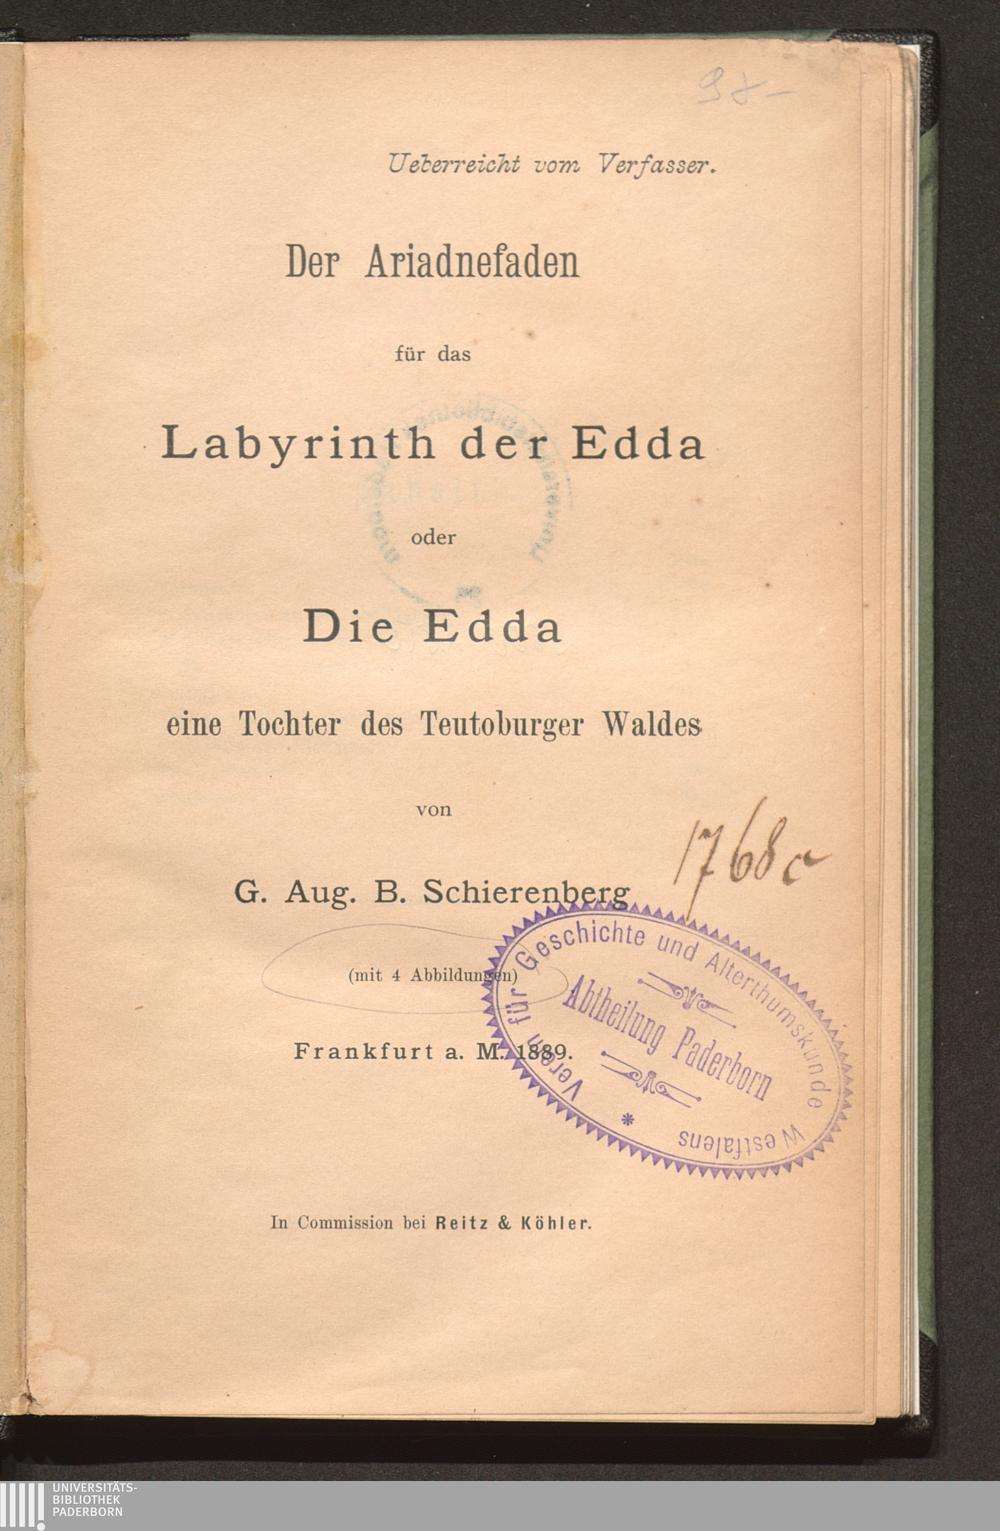 Ueberreicht vom Verfasser.
Der Ariadnefaden
für das
Labyrinth der Edda
oder
Die Edda
eine Tochter des Teutoburger Waldes
von
1768c
G. Aug. B. Schierenberg
(mit 4 Abbildungen)
Frankfurt a. M. 1889.
Verein für Geschichte und Alterthumskunde Westfalens
Abtheilung Paderborn
In Commission bei Reitz & Köhler.
UNIVERSITÄTS-
BIBLIOTHEK
PADERBORN